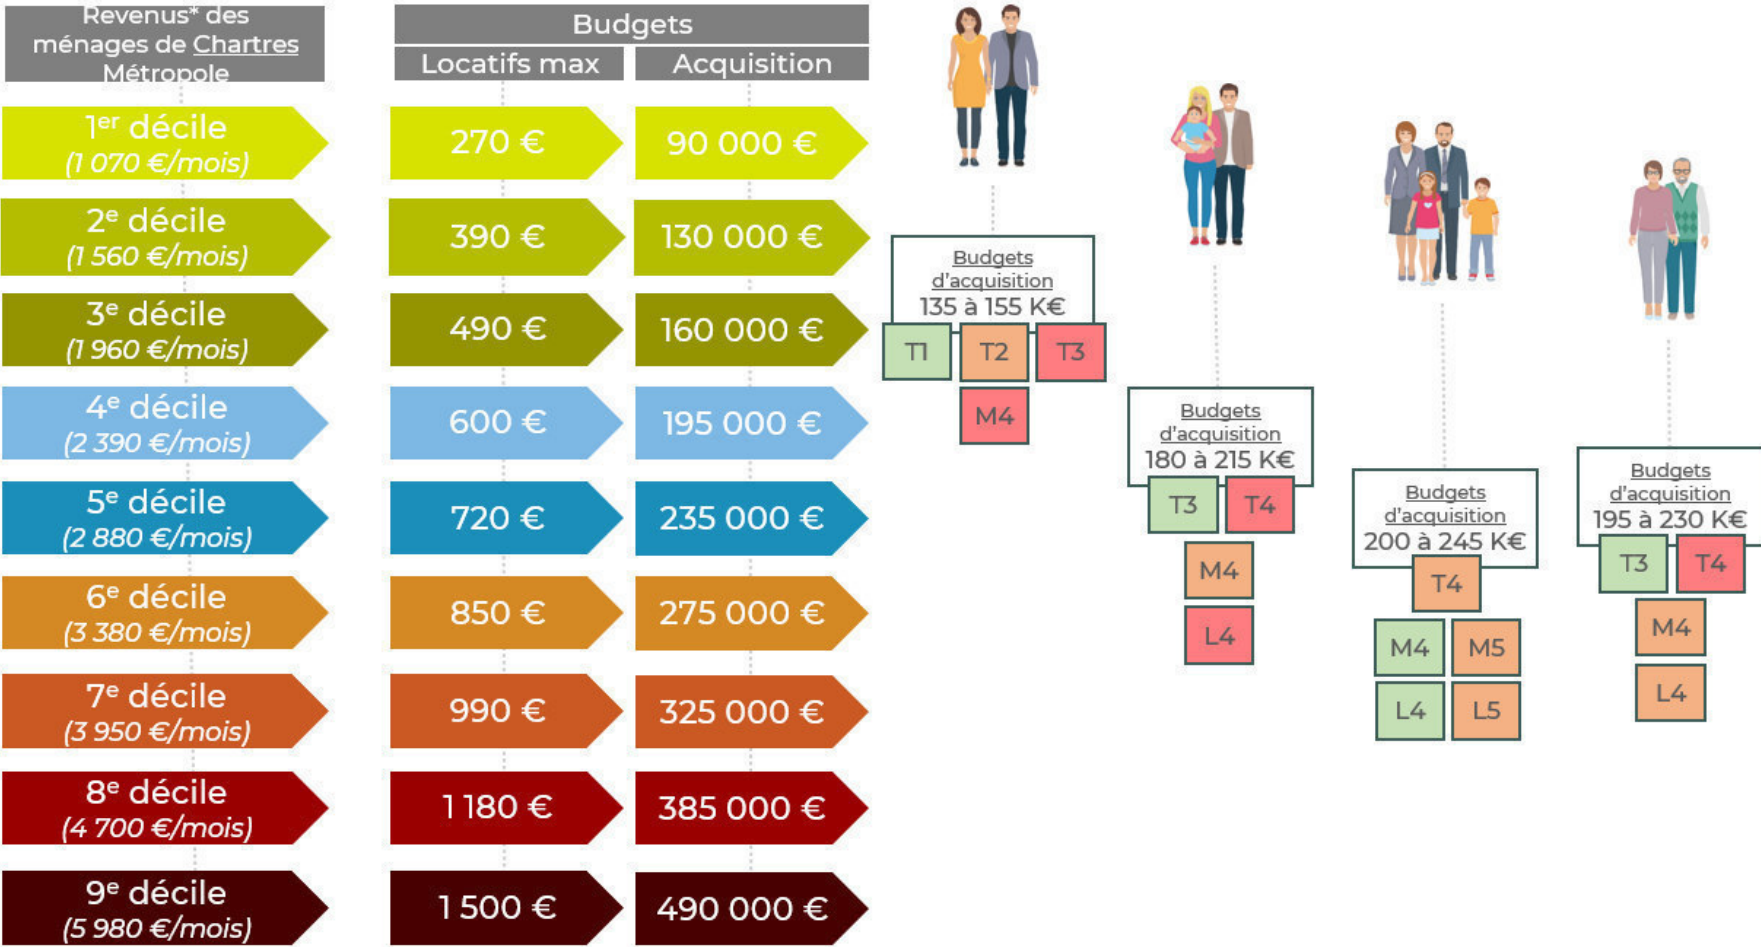 Revenus* des
ménages de Chartres
Métropole
Budgets
Locatifs max
Acquisition
1er décile
(1 070 €/mois)
270 €
90 000 €
2e décile
(1 560 €/mois)
390 €
130 000 €
3e décile
(1 960 €/mois)
490 €
160 000 €
4e décile
(2 390 €/mois)
600 €
195 000 €
5e décile
(2 880 €/mois)
720 €
235 000 €
6e décile
(3 380 €/mois)
850 €
275 000 €
7e décile
(3 950 €/mois)
990 €
325 000 €
8e décile
(4 700 €/mois)
1 180 €
385 000 €
9e décile
(5 980 €/mois)
1 500 €
490 000 €
Budgets
d'acquisition
135 à 155 K€
T1 T2 T3
M4
Budgets
d'acquisition
180 à 215 K€
T3 T4
M4
L4
Budgets
d'acquisition
200 à 245 K€
T4
M4 M5
L4 L5
Budgets
d'acquisition
195 à 230 K€
T3 T4
M4
L4